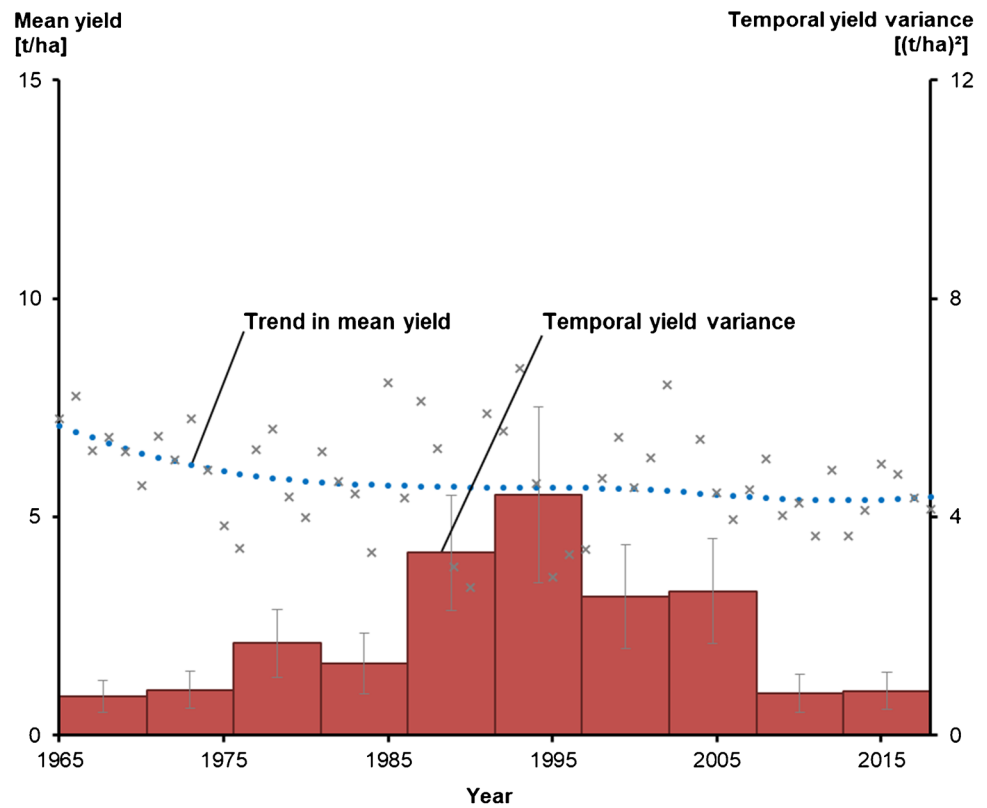 Mean yield
[t/ha]
Temporal yield variance
[(t/ha)²]
15
12
10
8
Trend in mean yield
Temporal yield variance
5
4
0
0
1965
1975
1985
1995
2005
2015
Year